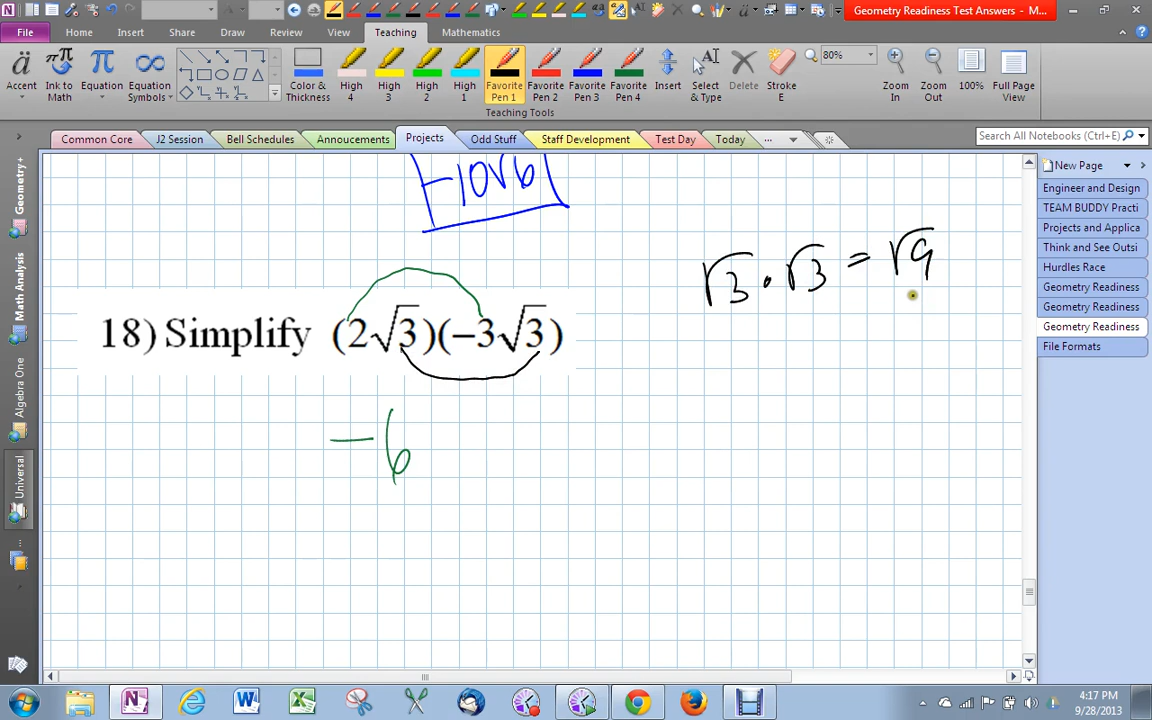 Geometry Readiness Test Answers - M...
File Home Insert Share Draw Review View Teaching Mathematics
Accent Ink to Math Equation Equation Symbols Color & Thickness High 4 High 3 High 2 High 1 Favorite Pen 1 Favorite Pen 2 Favorite Pen 3 Favorite Pen 4 Insert Select & Type Delete Stroke E 80% Zoom In Zoom Out 100% Full Page View
Teaching Tools
Common Core J2 Session Bell Schedules Annoucements Projects Odd Stuff Staff Development Test Day Today ... Search All Notebooks (Ctrl+E)
New Page
Engineer and Design
TEAM BUDDY Practi
Projects and Applica
Think and See Outsi
Hurdles Race
Geometry Readiness
Geometry Readiness
Geometry Readiness
File Formats
Geometry+
Math Analysis
Algebra One
Universal
-10√6
√3 · √3 = √9
18) Simplify (2√3)(−3√3)
-6
4:17 PM
9/28/2013